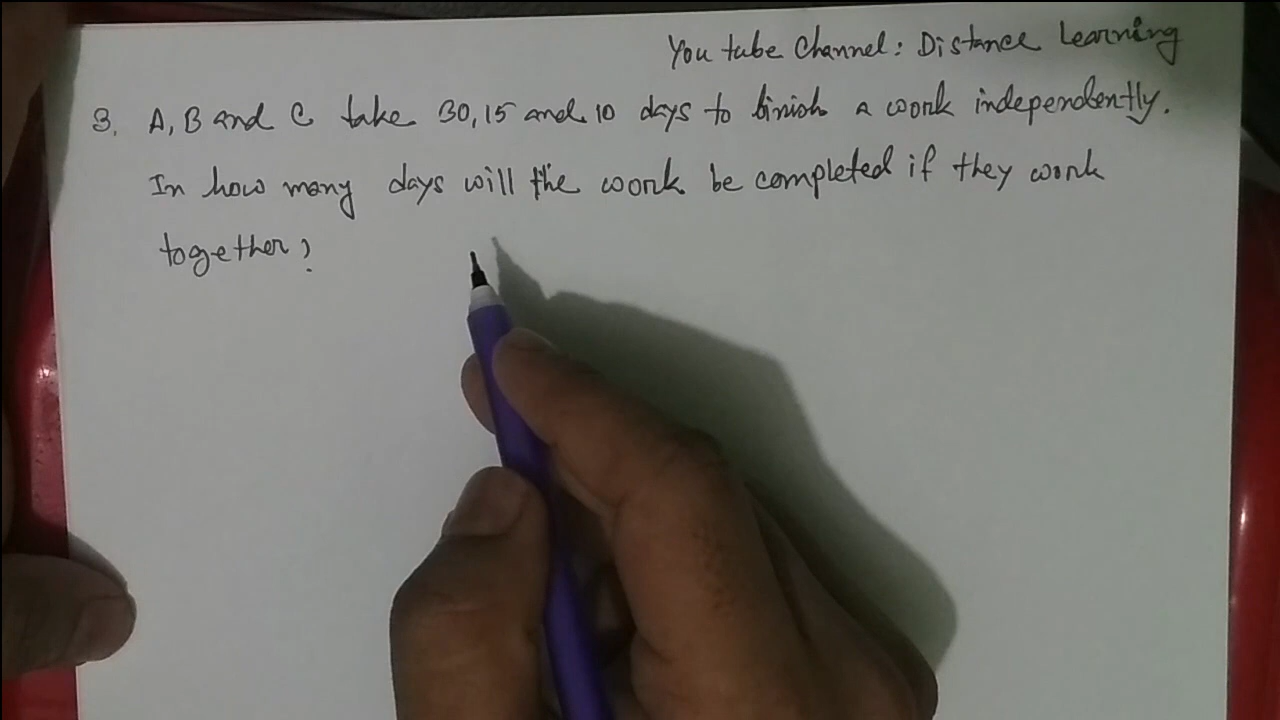 You tube Channel: Distance Learning
3. A, B and C take 30, 15 and 10 days to finish a work independently.
In how many days will the work be completed if they work
together?